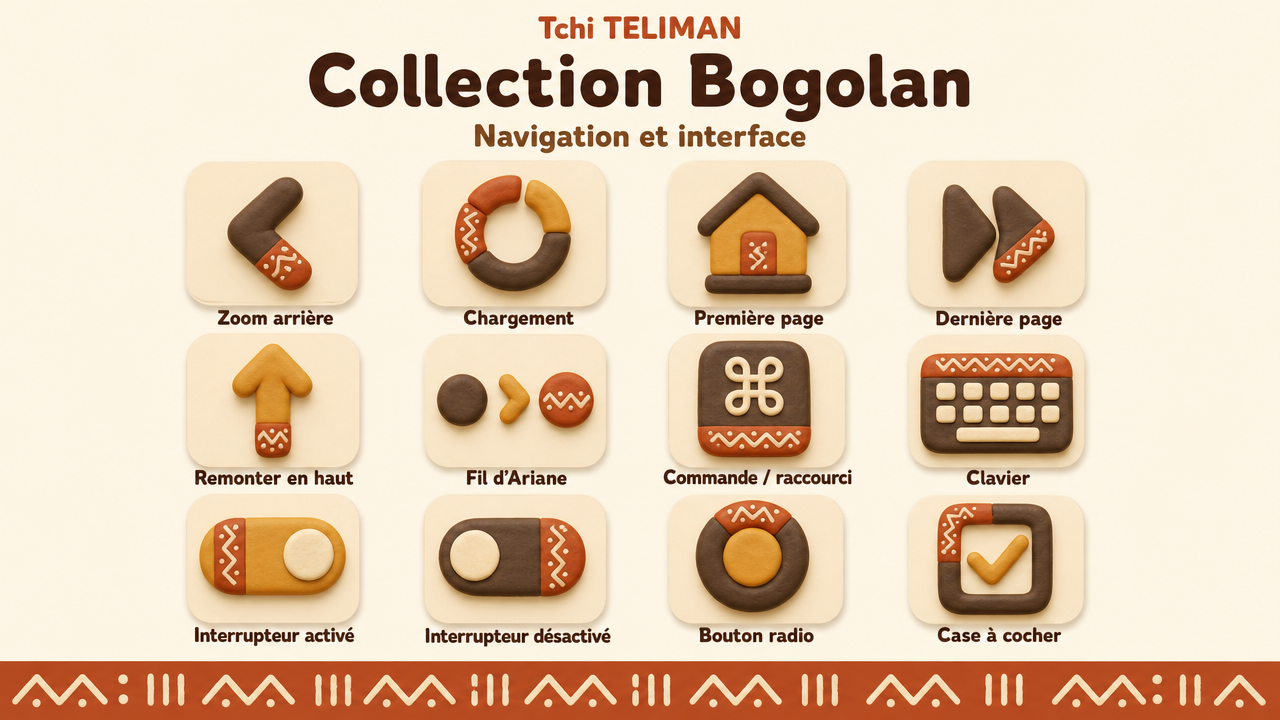 Tchi TELIMAN
Collection Bogolan
Navigation et interface
Zoom arrière
Chargement
Première page
Dernière page
Remonter en haut
Fil d’Ariane
Commande / raccourci
Clavier
Interrupteur activé
Interrupteur désactivé
Bouton radio
Case à cocher